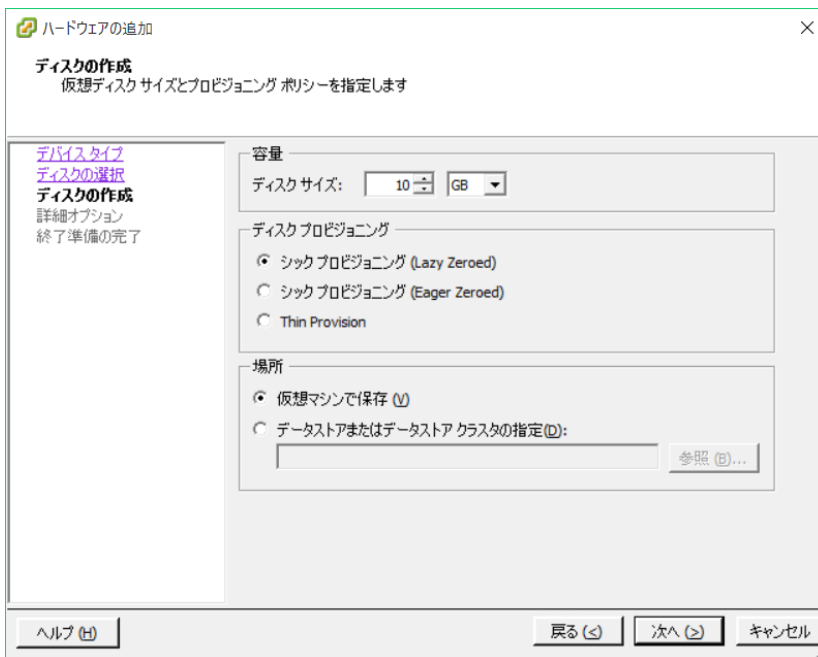 ハードウェアの追加
ディスクの作成
仮想ディスク サイズとプロビジョニング ポリシーを指定します
デバイス タイプ
ディスクの選択
ディスクの作成
詳細オプション
終了準備の完了
容量
ディスク サイズ: 10 GB
ディスク プロビジョニング
シック プロビジョニング (Lazy Zeroed)
シック プロビジョニング (Eager Zeroed)
Thin Provision
場所
仮想マシンで保存 (V)
データストアまたはデータストア クラスタの指定(D):
参照 (B)...
ヘルプ (H)
戻る (<) 次へ (>) キャンセル